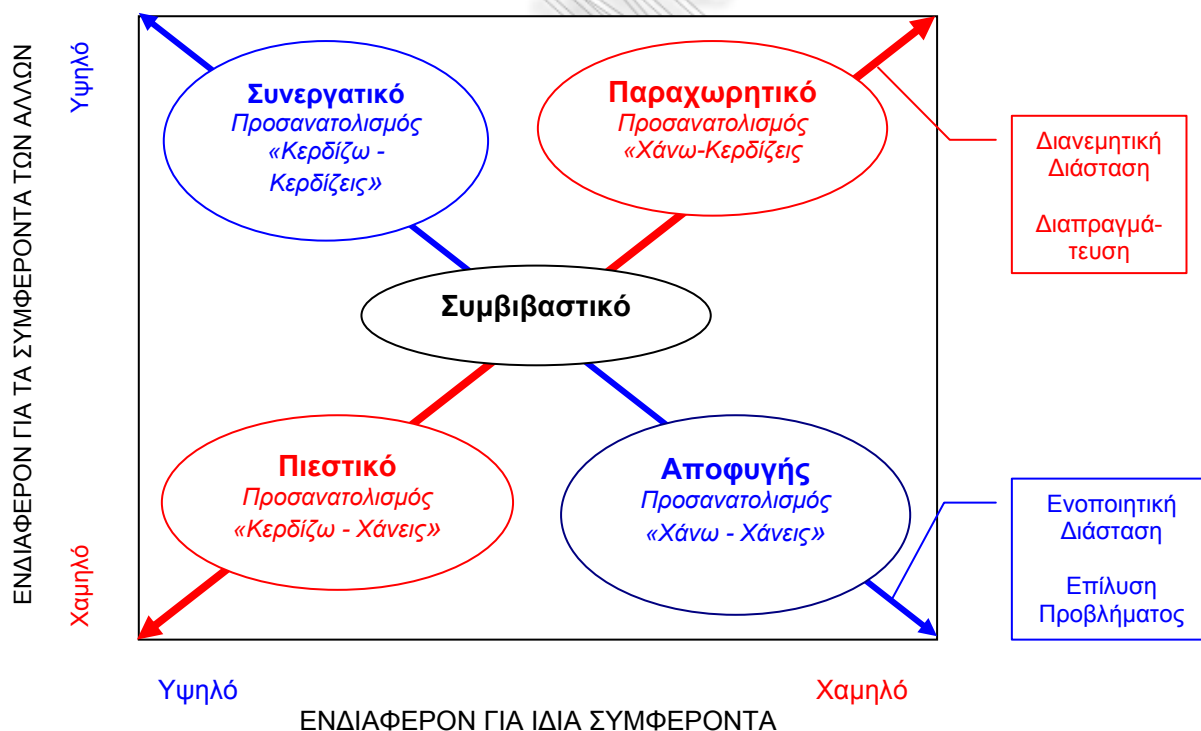 ΕΝΔΙΑΦΕΡΟΝ ΓΙΑ ΤΑ ΣΥΜΦΕΡΟΝΤΑ ΤΩΝ ΑΛΛΩΝ
Υψηλό
Χαμηλό
Συνεργατικό
Προσανατολισμός
«Κερδίζω -
Κερδίζεις»
Παραχωρητικό
Προσανατολισμός
«Χάνω-Κερδίζεις
Διανεμητική
Διάσταση
Διαπραγμά-
τευση
Συμβιβαστικό
Πιεστικό
Προσανατολισμός
«Κερδίζω - Χάνεις»
Αποφυγής
Προσανατολισμός
«Χάνω - Χάνεις»
Ενοποιητική
Διάσταση
Επίλυση
Προβλήματος
Υψηλό
Χαμηλό
ΕΝΔΙΑΦΕΡΟΝ ΓΙΑ ΙΔΙΑ ΣΥΜΦΕΡΟΝΤΑ